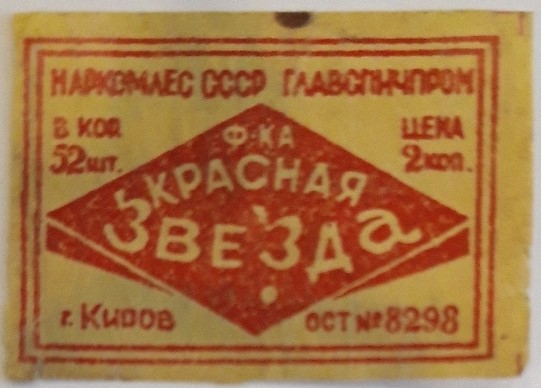 НАРКОМЛЕС СССР ГЛАВСПИЧПРОМ
В КОР. 52 шт.
Ф-КА
ЦЕНА 2 коп.
КРАСНАЯ
ЗВЕЗДА
г. Киров
ОСТ № 8298